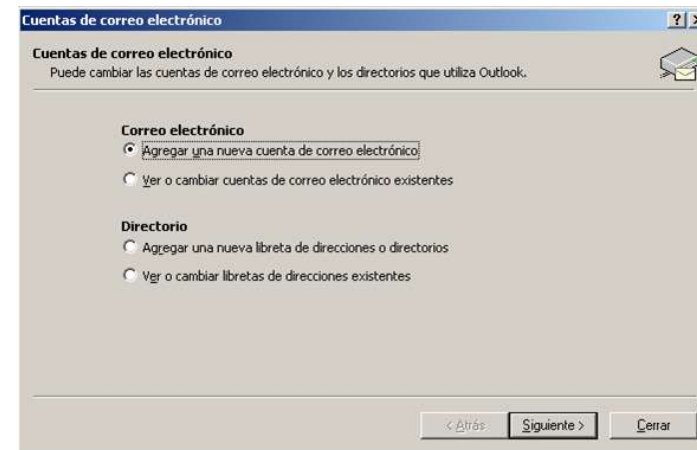 Cuentas de correo electrónico
Cuentas de correo electrónico
Puede cambiar las cuentas de correo electrónico y los directorios que utiliza Outlook.
Correo electrónico
Agregar una nueva cuenta de correo electrónico
Ver o cambiar cuentas de correo electrónico existentes
Directorio
Agregar una nueva libreta de direcciones o directorios
Ver o cambiar libretas de direcciones existentes
< Atrás Siguiente > Cerrar